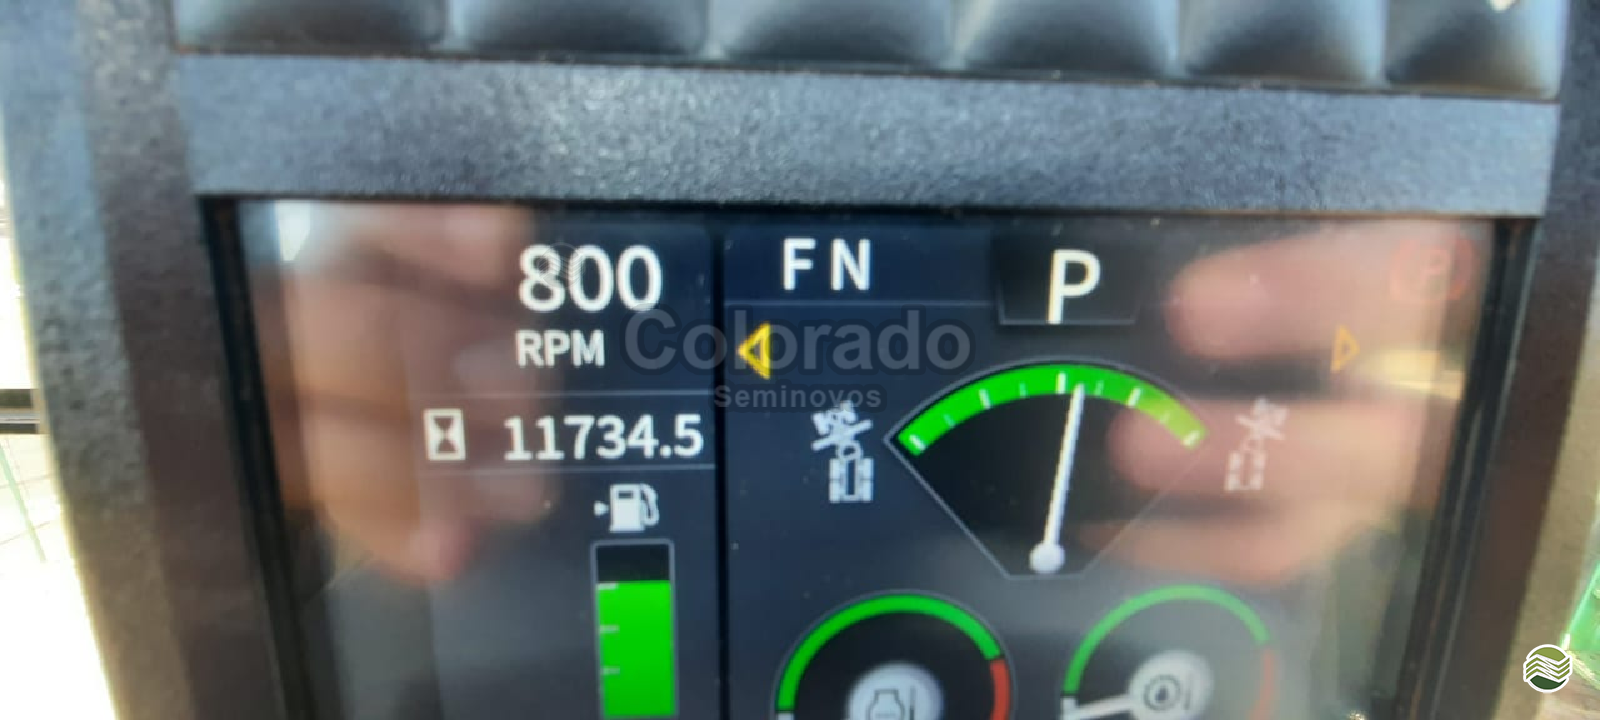 800
RPM
11734.5
FN
P
Colorado
Seminovos